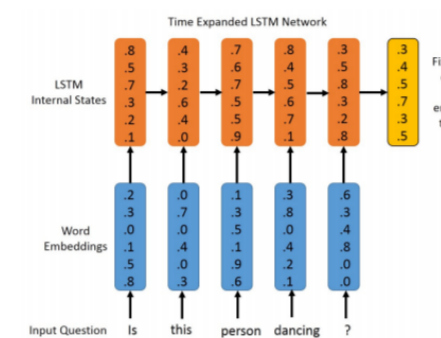 Time Expanded LSTM Network
.8 .4 .7 .8 .3 .3
.5 .3 .6 .4 .5 .4
LSTM
Internal States
.7 .2 .7 .5 .8 .5
.3 .6 .5 .6 .3 .7
.2 .4 .5 .7 .2 .3
.1 .0 .9 .1 .8 .5
.2 .0 .1 .3 .6
.3 .7 .3 .8 .3
Word
Embeddings
.0 .0 .5 .0 .4
.1 .4 .0 .4 .8
.5 .0 .9 .2 .0
.8 .3 .6 .1 .0
Input Question Is this person dancing ?